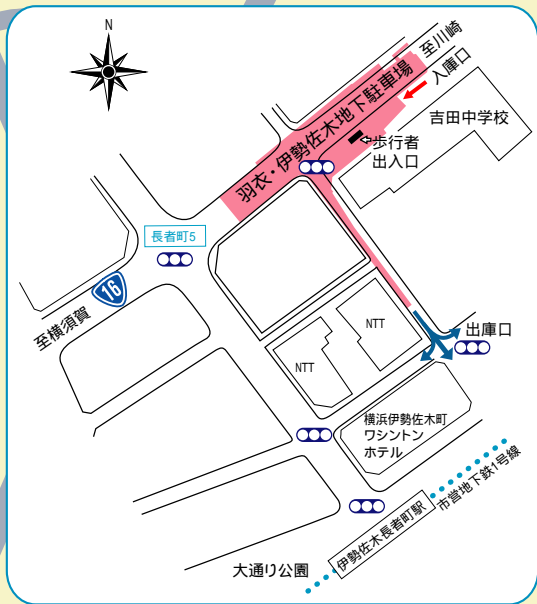 N
至川崎
入庫口
羽衣・伊勢佐木地下駐車場
吉田中学校
歩行者
出入口
長者町5
16
至横須賀
NTT
NTT
出庫口
横浜伊勢佐木町
ワシントン
ホテル
市営地下鉄1号線
伊勢佐木長者町駅
大通り公園